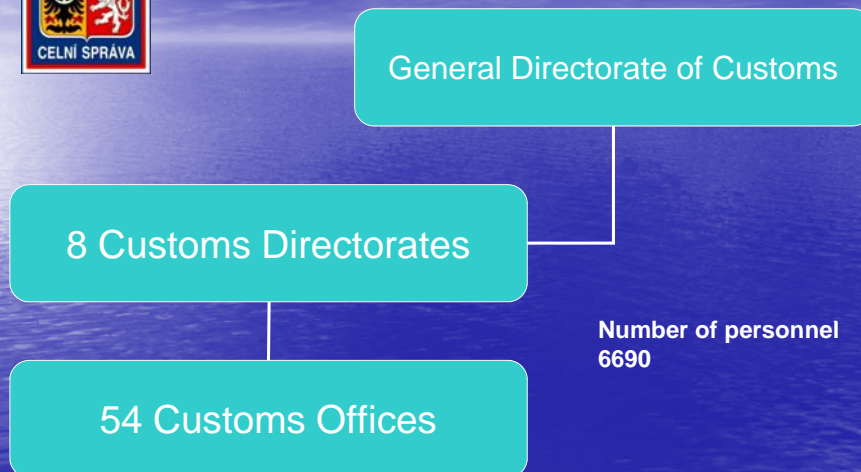 CELNÍ SPRÁVA
General Directorate of Customs
8 Customs Directorates
Number of personnel
6690
54 Customs Offices